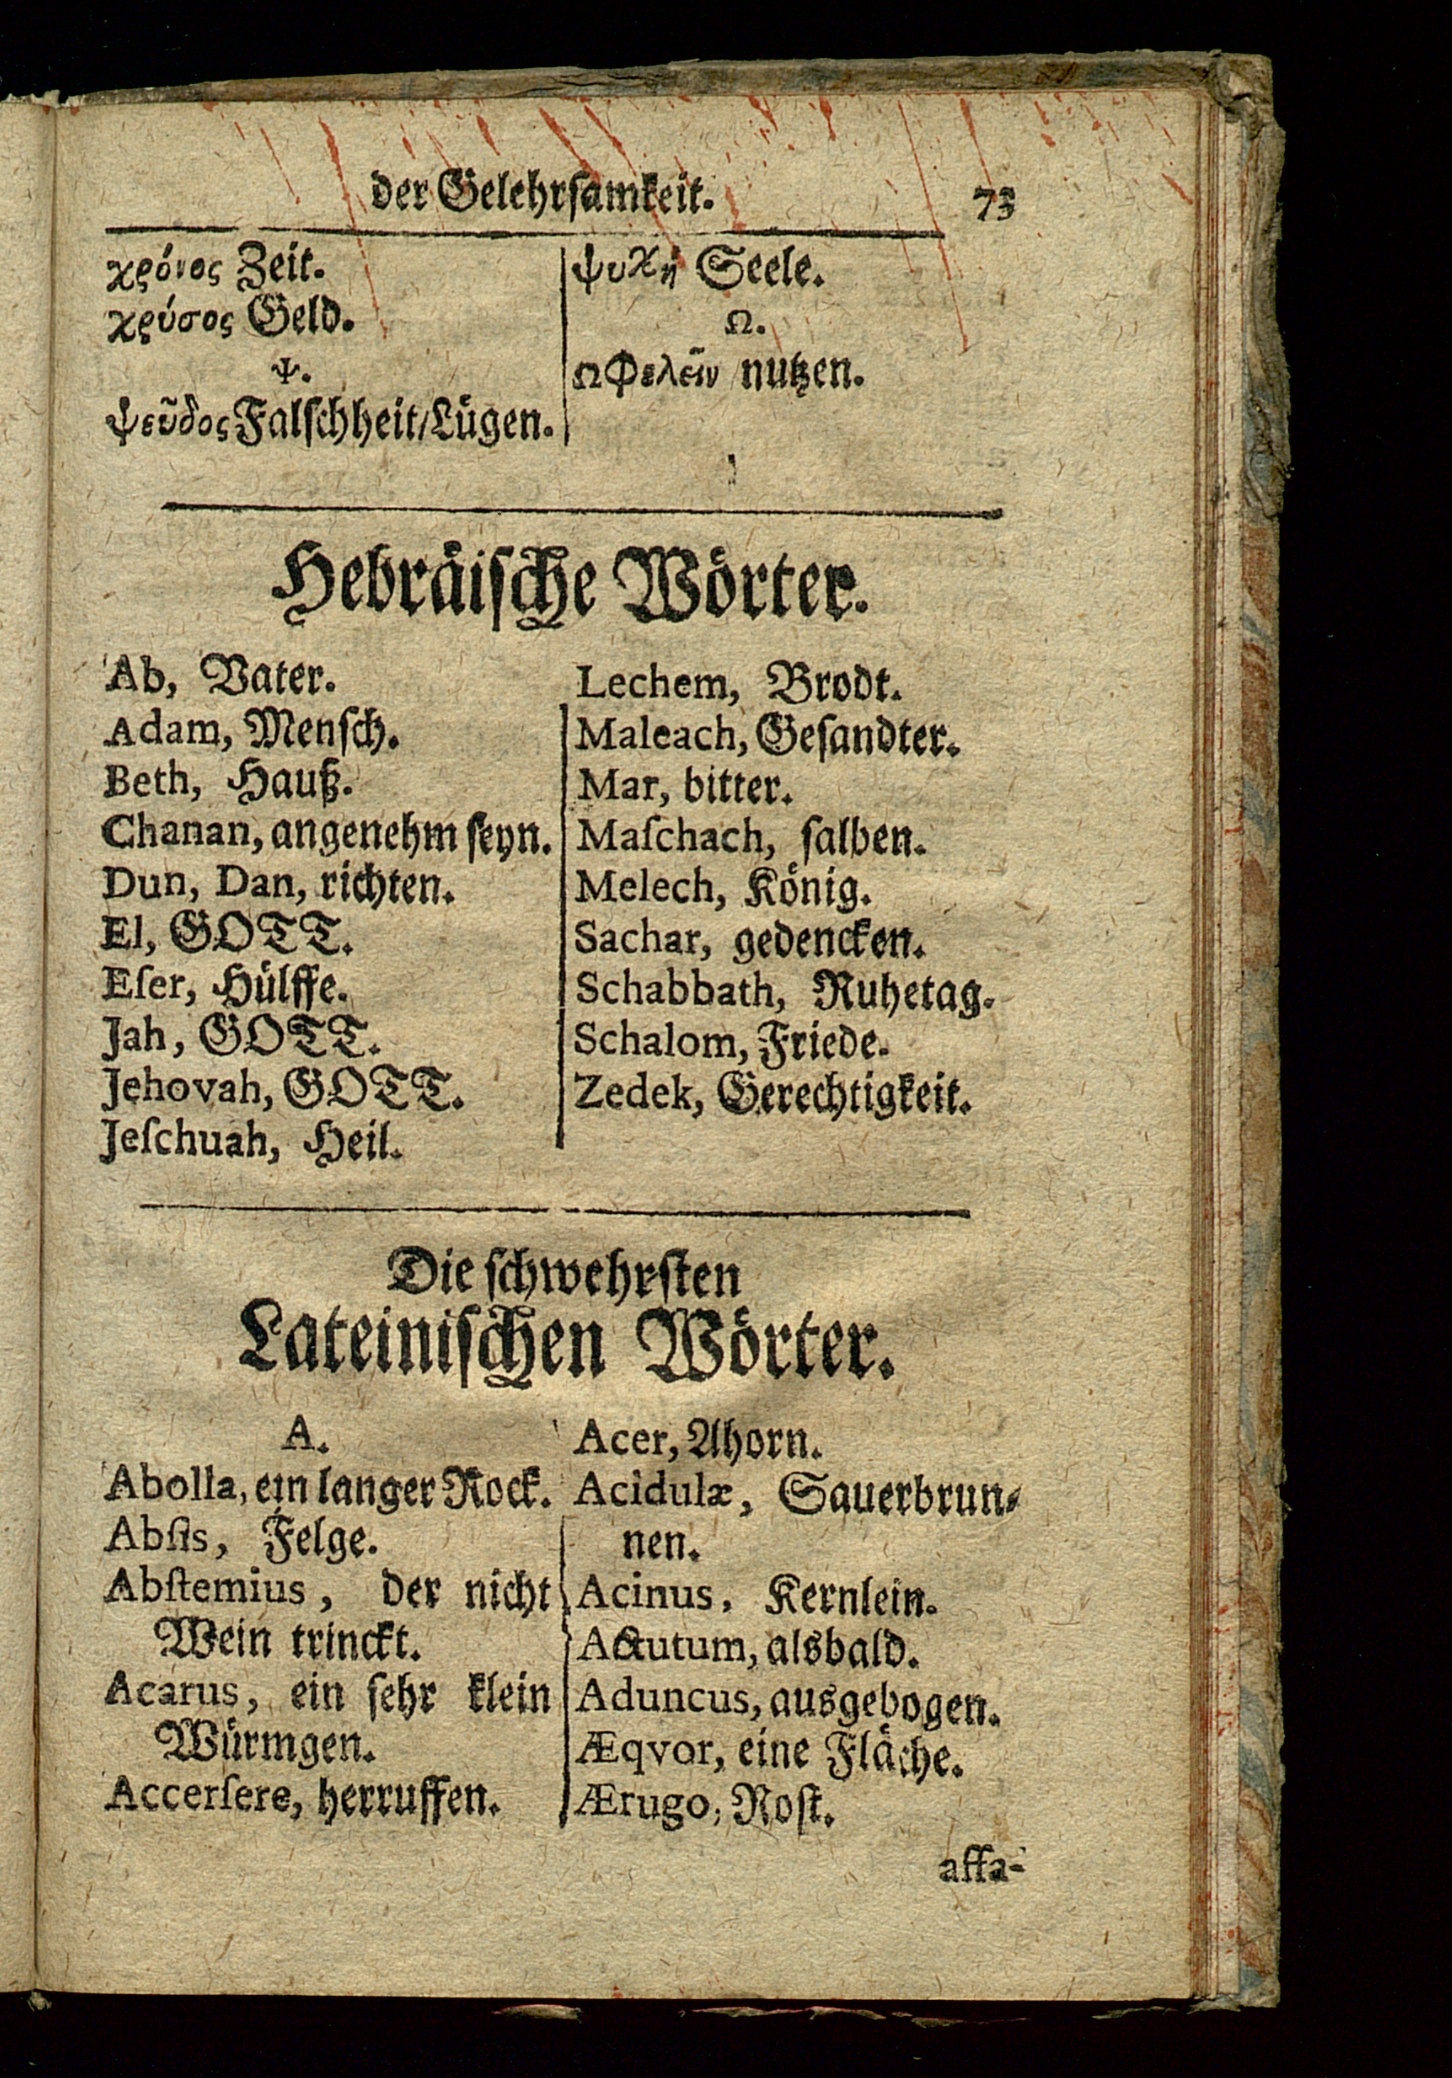 der Gelehrſamkeit.
73
χρόνος Zeit.
χρύσος Geld.
Ψ.
ψεῦδος Falſchheit/Lügen.
ψυχή Seele.
Ω.
Ωφελεῖν nutzen.
Hebräiſche Wörter.
Ab, Vater.
Adam, Menſch.
Beth, Hauß.
Chanan, angenehm ſeyn.
Dun, Dan, richten.
El, GOTT.
Eſer, Hülffe.
Jah, GOTT.
Jehovah, GOTT.
Jeſchuah, Heil.
Lechem, Brodt.
Maleach, Geſandter.
Mar, bitter.
Maſchach, ſalben.
Melech, König.
Sachar, gedencken.
Schabbath, Ruhetag.
Schalom, Friede.
Zedek, Gerechtigkeit.
Die ſchwehrſten
Lateiniſchen Wörter.
A.
Abolla, ein langer Rock.
Abſis, Felge.
Abſtemius, der nicht
Wein trinckt.
Acarus, ein ſehr klein
Würmgen.
Accerſere, herruffen.
Acer, Ahorn.
Acidulæ, Sauerbrun⸗
nen.
Acinus, Kernlein.
Actutum, alsbald.
Aduncus, ausgebogen.
Æqvor, eine Fläche.
Ærugo, Roſt.
aſſa-